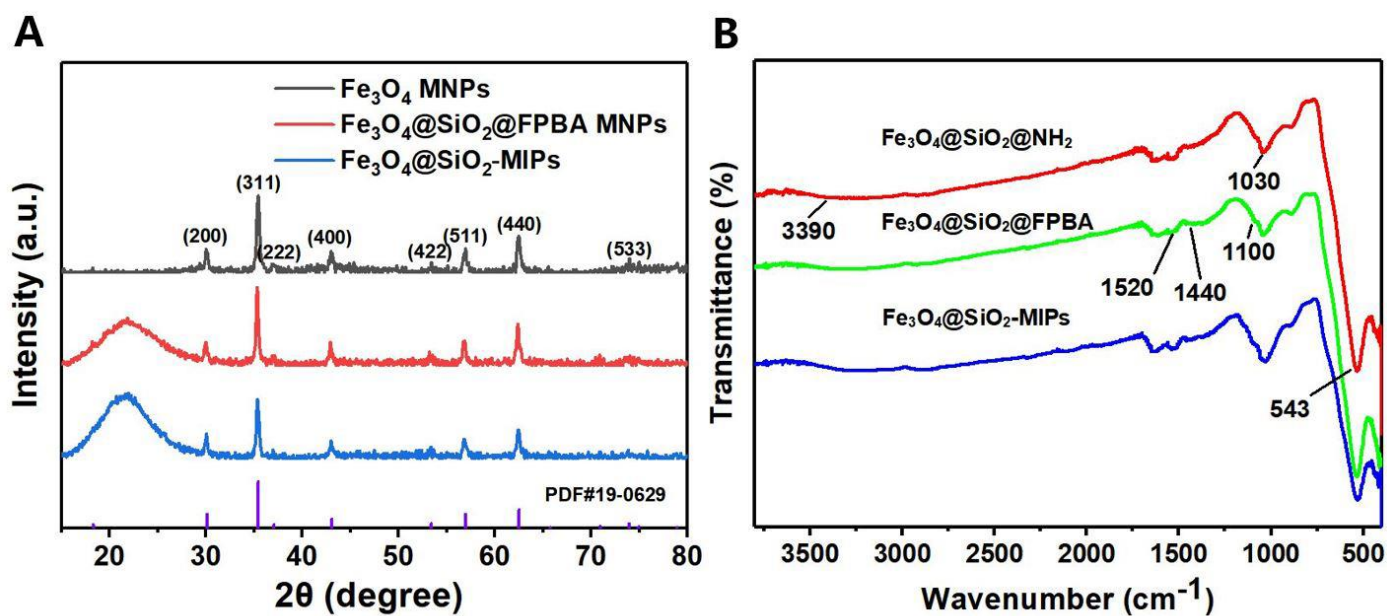 A
Fe₃O₄ MNPs
Fe₃O₄@SiO₂@FPBA MNPs
Fe₃O₄@SiO₂-MIPs
(311)
(200)
(222)
(400)
(422)
(511)
(440)
(533)
PDF#19-0629
Intensity (a.u.)
20 30 40 50 60 70 80
2θ (degree)
B
Fe₃O₄@SiO₂@NH₂
1030
3390
Fe₃O₄@SiO₂@FPBA
1100
1520
1440
Fe₃O₄@SiO₂-MIPs
543
Transmittance (%)
3500 3000 2500 2000 1500 1000 500
Wavenumber (cm⁻¹)